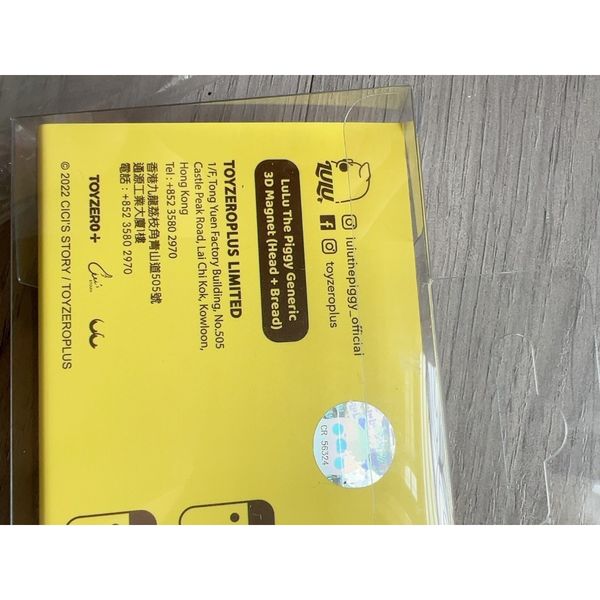 LULU
luluthepiggy_official
toyzeroplus
LuLu The Piggy Generic
3D Magnet (Head + Bread)
TOYZEROPLUS LIMITED
1/F, Tong Yuen Factory Building, No.505
Castle Peak Road, Lai Chi Kok, Kowloon,
Hong Kong
Tel : +852 3580 2970
香港九龍荔枝角青山道505號
通源工業大廈1樓
電話 : +852 3580 2970
TOYZERO+
Cici's
STORY
© 2022 CICI'S STORY / TOYZEROPLUS
CR 56324